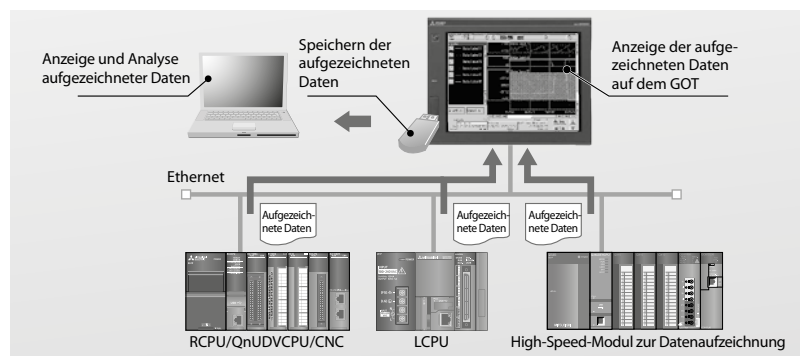 Anzeige und Analyse
aufgezeichneter Daten
Speichern der
aufgezeichneten
Daten
Anzeige der aufge-
zeichneten Daten
auf dem GOT
Ethernet
Aufgezeich-
nete Daten
Aufgezeich-
nete Daten
Aufgezeich-
nete Daten
RCPU/QnUDVCPU/CNC
LCPU
High-Speed-Modul zur Datenaufzeichnung